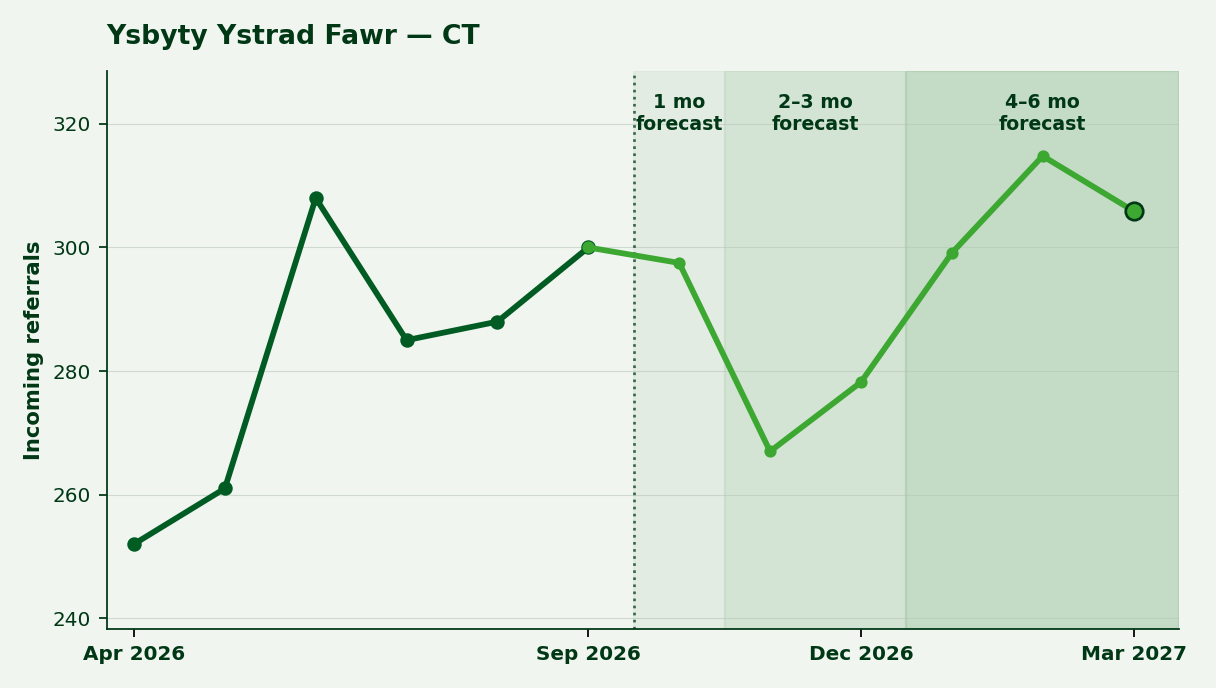 Ysbyty Ystrad Fawr — CT
Incoming referrals
320
300
280
260
240
1 mo
forecast
2–3 mo
forecast
4–6 mo
forecast
Apr 2026
Sep 2026
Dec 2026
Mar 2027